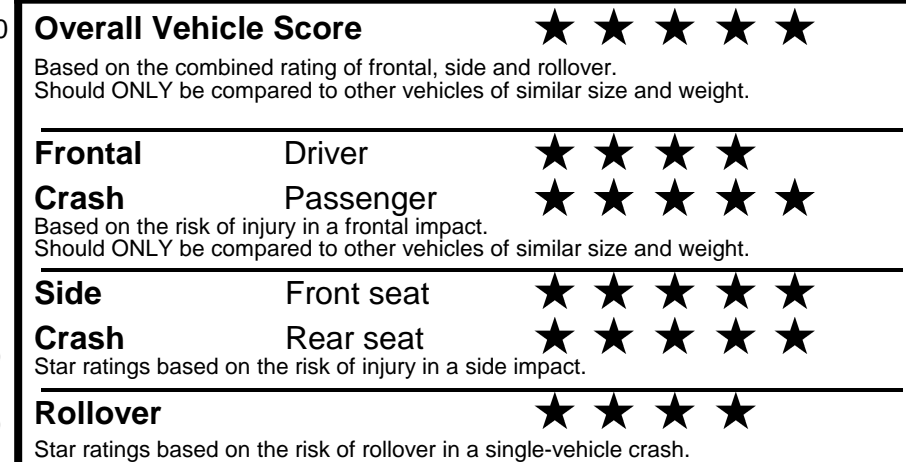 Overall Vehicle Score ★ ★ ★ ★ ★
Based on the combined rating of frontal, side and rollover.
Should ONLY be compared to other vehicles of similar size and weight.
Frontal Driver ★ ★ ★ ★
Crash Passenger ★ ★ ★ ★ ★
Based on the risk of injury in a frontal impact.
Should ONLY be compared to other vehicles of similar size and weight.
Side Front seat ★ ★ ★ ★ ★
Crash Rear seat ★ ★ ★ ★ ★
Star ratings based on the risk of injury in a side impact.
Rollover ★ ★ ★ ★
Star ratings based on the risk of rollover in a single-vehicle crash.